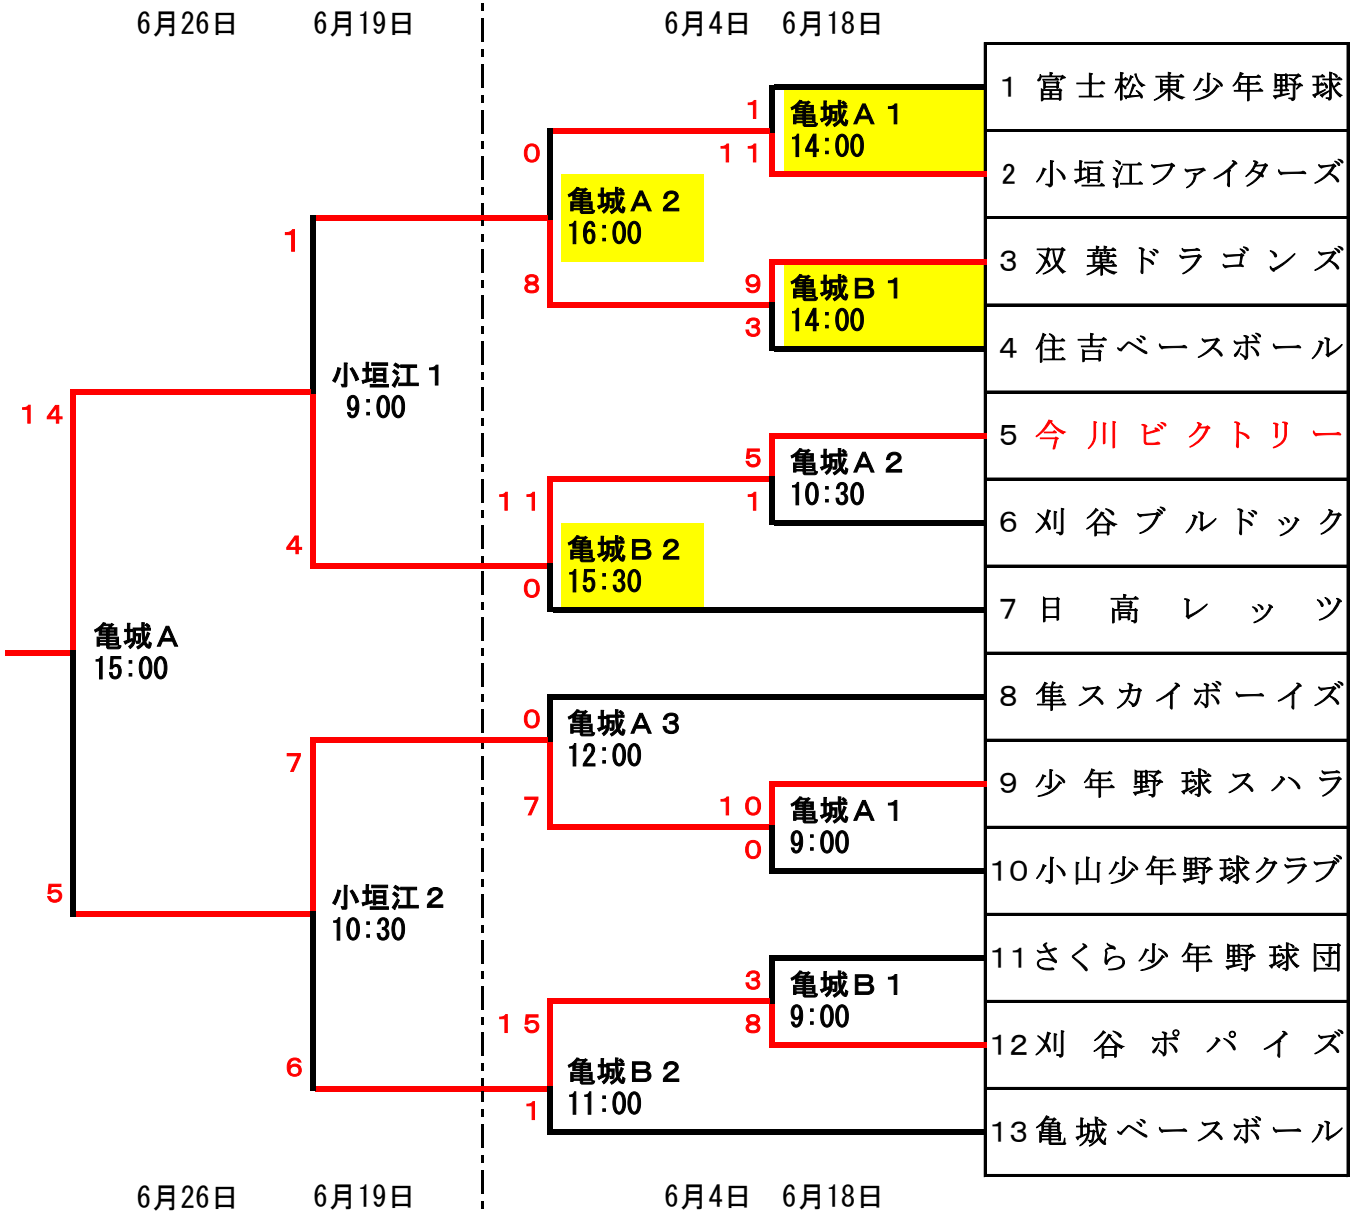 6月26日 6月19日 6月4日 6月18日
1 富士松東少年野球
1 亀城A 1
14:00
0 11
2 小垣江ファイターズ
亀城A 2
16:00
1
3 双葉ドラゴンズ
8 9 亀城B 1
14:00
3
4 住吉ベースボール
小垣江 1
9:00
14
5 今川ビクトリー
5 亀城A 2
10:30
11 1
6 刈谷ブルドック
4 亀城B 2
15:30
0
7 日高レッツ
亀城A
15:00
8 隼スカイボーイズ
0 亀城A 3
12:00
7
9 少年野球スハラ
7 10 亀城A 1
9:00
0
10 小山少年野球クラブ
5 小垣江 2
10:30
11 さくら少年野球団
3 亀城B 1
9:00
15 8
12 刈谷ポパイズ
6 亀城B 2
11:00
1
13 亀城ベースボール
6月26日 6月19日 6月4日 6月18日